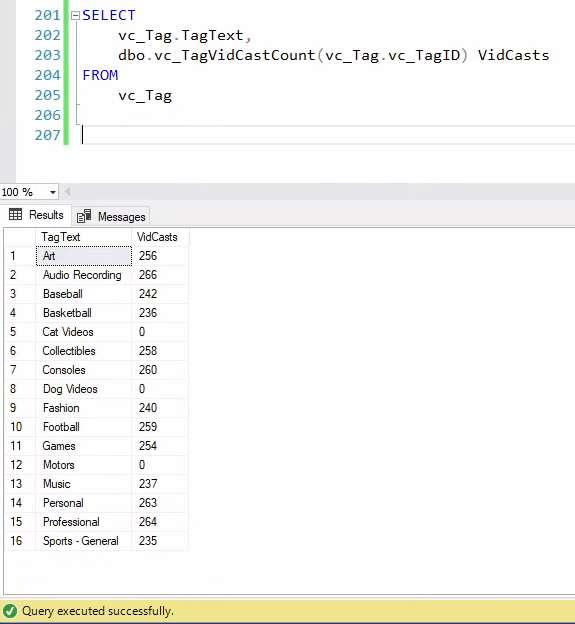 201 SELECT
202 vc_Tag.TagText,
203 dbo.vc_TagVidCastCount(vc_Tag.vc_TagID) VidCasts
204 FROM
205 vc_Tag
206
207
100 %
Results Messages
TagText VidCasts
1 Art 256
2 Audio Recording 266
3 Baseball 242
4 Basketball 236
5 Cat Videos 0
6 Collectibles 258
7 Consoles 260
8 Dog Videos 0
9 Fashion 240
10 Football 259
11 Games 254
12 Motors 0
13 Music 237
14 Personal 263
15 Professional 264
16 Sports - General 235
Query executed successfully.